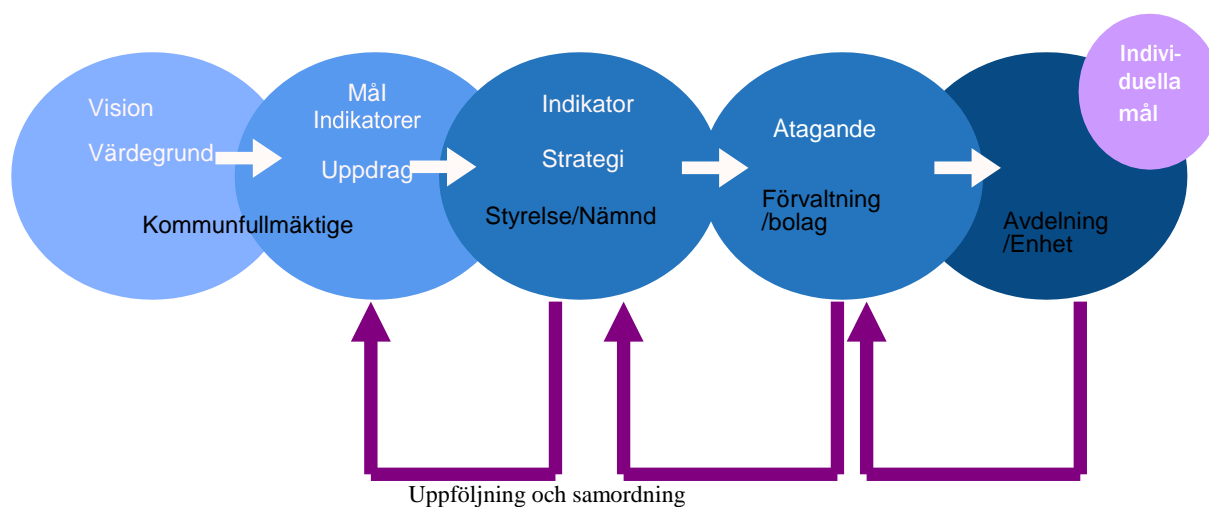 Vision
Värdegrund
Mål
Indikatorer
Uppdrag
Kommunfullmäktige
Indikator
Strategi
Styrelse/Nämnd
Atagande
Förvaltning
/bolag
Avdelning
/Enhet
Indivi-
duella
mål
Uppföljning och samordning